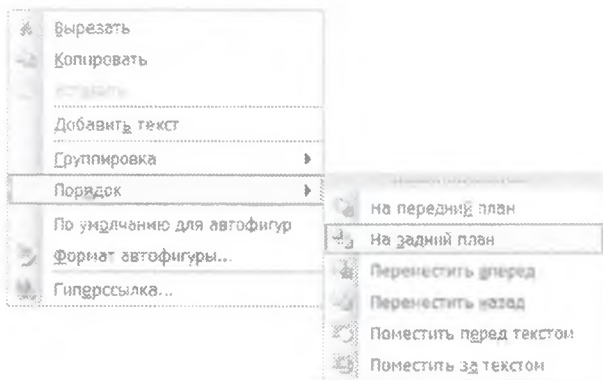 Вырезать
Копировать
Вставить
Добавить текст
Группировка
Порядок
По умолчанию для автофигур
Формат автофигуры...
Гиперссылка...
На передний план
На задний план
Переместить вперед
Переместить назад
Поместить перед текстом
Поместить за текстом